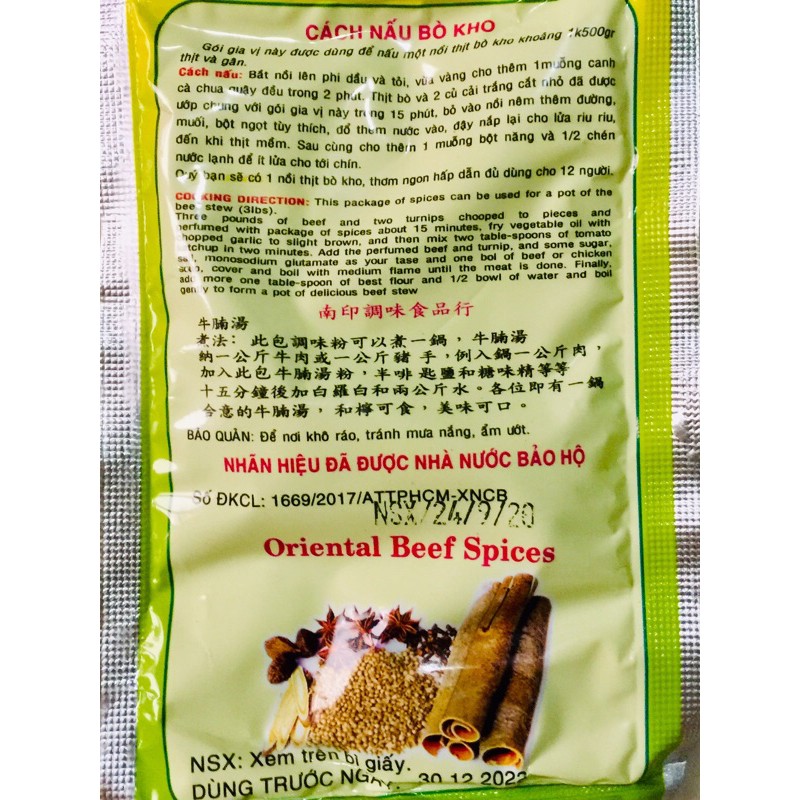 CÁCH NẤU BÒ KHO
Gói gia vị này được dùng để nấu một nồi thịt bò kho khoảng 1k500gr
thịt và gân.
Cách nấu: Bắt nồi lên phi dầu và tỏi, vừa vàng cho thêm 1muỗng canh
cà chua quậy đều trong 2 phút. Thịt bò và 2 củ cải trắng cắt nhỏ đã được
ướp chung với gói gia vị này trong 15 phút, bỏ vào nồi nêm thêm đường,
muối, bột ngọt tùy thích, đổ thêm nước vào, đậy nắp lại cho lửa riu riu,
đến khi thịt mềm. Sau cùng cho thêm 1 muỗng bột năng và 1/2 chén
nước lạnh để ít lửa cho tới chín.
Quý bạn sẽ có 1 nồi thịt bò kho, thơm ngon hấp dẫn đủ dùng cho 12 người.
COOKING DIRECTION: This package of spices can be used for a pot of the
beef stew (3lbs).
Three pounds of beef and two turnips chooped to pieces and
perfumed with package of spices about 15 minutes, fry vegetable oil with
chopped garlic to slight brown, and then mix two table-spoons of tomato
ketchup in two minutes. Add the perfumed beef and turnip, and some sugar,
salt, monosodium glutamate as your tase and one bol of beef or chicken
soup, cover and boil with medium flame until the meat is done. Finally,
add more one table-spoon of best flour and 1/2 bowl of water and boil
gently to form a pot of delicious beef stew
南印調味食品行
牛腩湯
煮法: 此包調味粉可以煮一鍋, 牛腩湯
納一公斤牛肉或一公斤豬 手, 例入鍋一公斤肉,
加入此包牛腩湯粉, 半啡 匙鹽和糖味精等等
十五分鐘後加白羅白和兩公斤水。各位即有一鍋
今意的牛腩湯, 和檸可食, 美味可口。
BẢO QUẢN: Để nơi khô ráo, tránh mưa nắng, ẩm ướt.
NHÃN HIỆU ĐÃ ĐƯỢC NHÀ NƯỚC BẢO HỘ
Số ĐKCL: 1669/2017/ATTPHCM-XNCB
NSX/24/9/20
Oriental Beef Spices
NSX: Xem trên bì giấy.
DÙNG TRƯỚC NGÀY: 30.12.2022